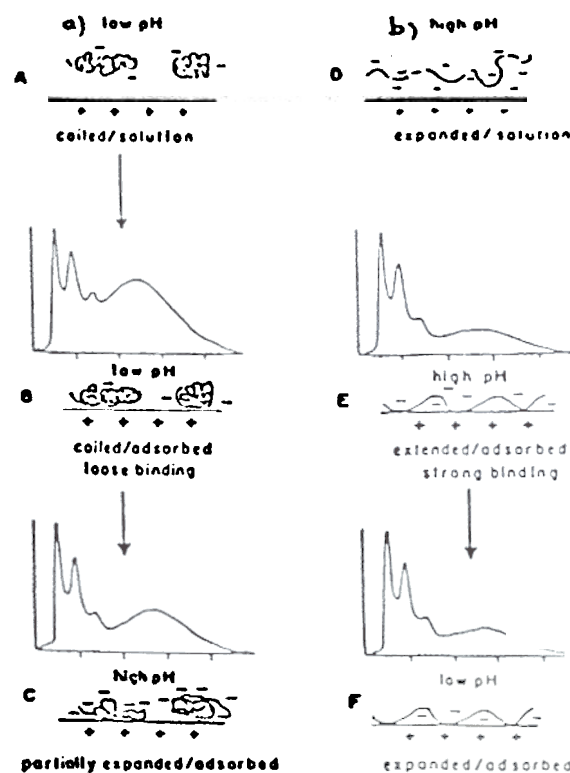 a) low pH
b) high pH
A
D
- - - -
+ + + +
coiled/solution
expanded/solution
low pH
high pH
B
E
+ + + +
coiled/adsorbed
loose binding
extended/adsorbed
strong binding
high pH
low pH
C
F
+ + + +
partially expanded/adsorbed
expanded/adsorbed